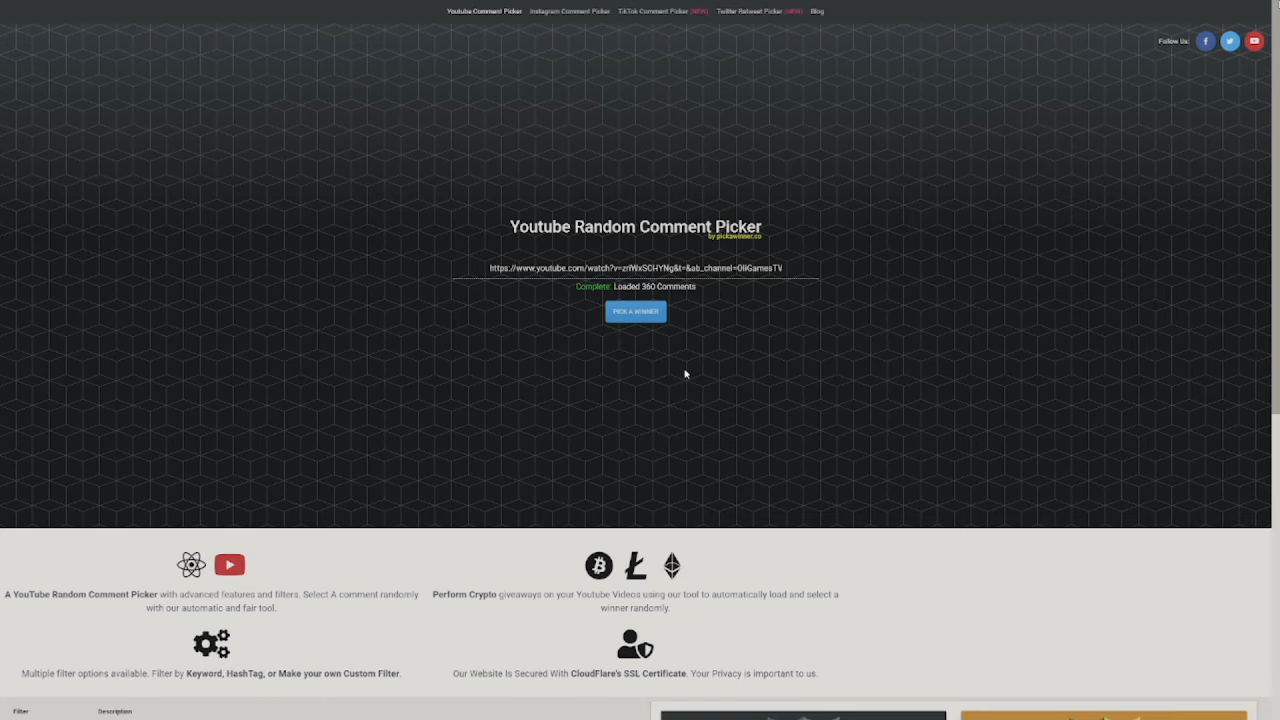 Youtube Comment Picker Instagram Comment Picker TikTok Comment Picker (NEW) Twitter Retweet Picker (NEW) Blog
Follow Us:
Youtube Random Comment Picker
by pickawinner.co
https://www.youtube.com/watch?v=zrlWxSCHYNg&t=&ab_channel=OliGamesTV
Complete: Loaded 360 Comments
PICK A WINNER
A YouTube Random Comment Picker with advanced features and filters. Select A comment randomly
with our automatic and fair tool.
Perform Crypto giveaways on your Youtube Videos using our tool to automatically load and select a
winner randomly.
Multiple filter options available. Filter by Keyword, HashTag, or Make your own Custom Filter.
Our Website Is Secured With CloudFlare's SSL Certificate. Your Privacy is important to us.
Filter Description